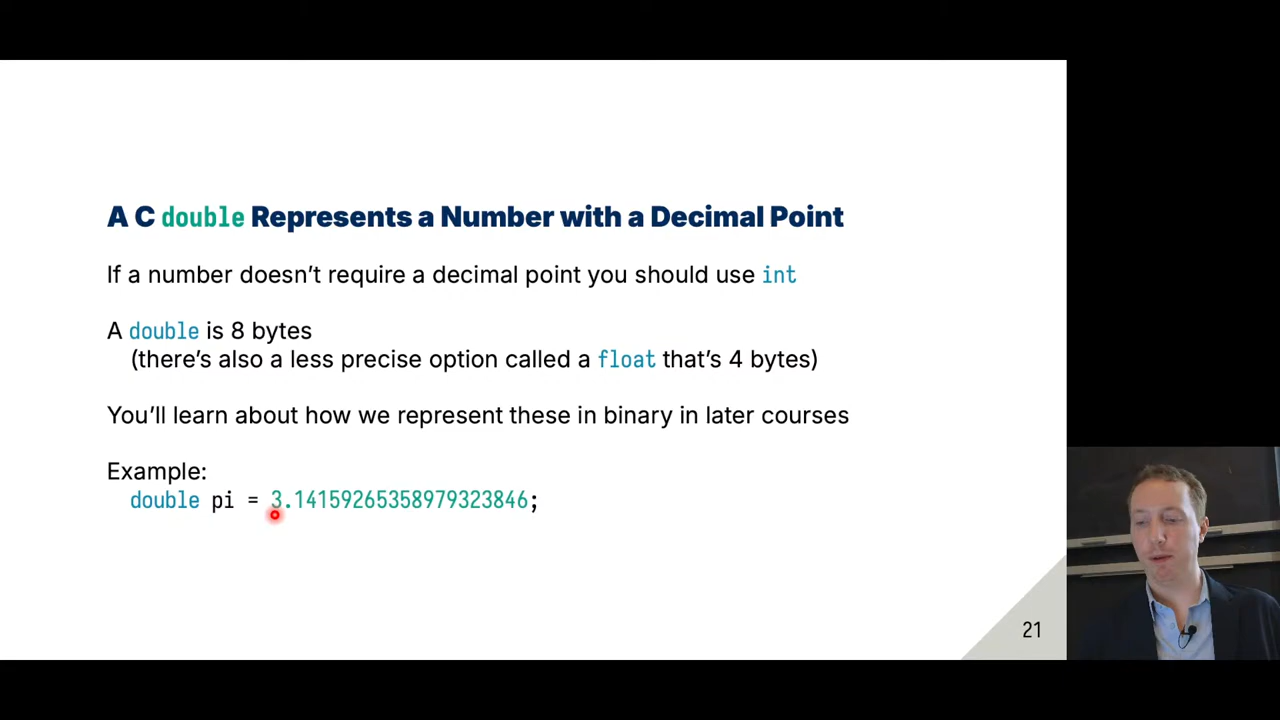 A C double Represents a Number with a Decimal Point
If a number doesn't require a decimal point you should use int
A double is 8 bytes
(there's also a less precise option called a float that's 4 bytes)
You'll learn about how we represent these in binary in later courses
Example:
double pi = 3.14159265358979323846;
21